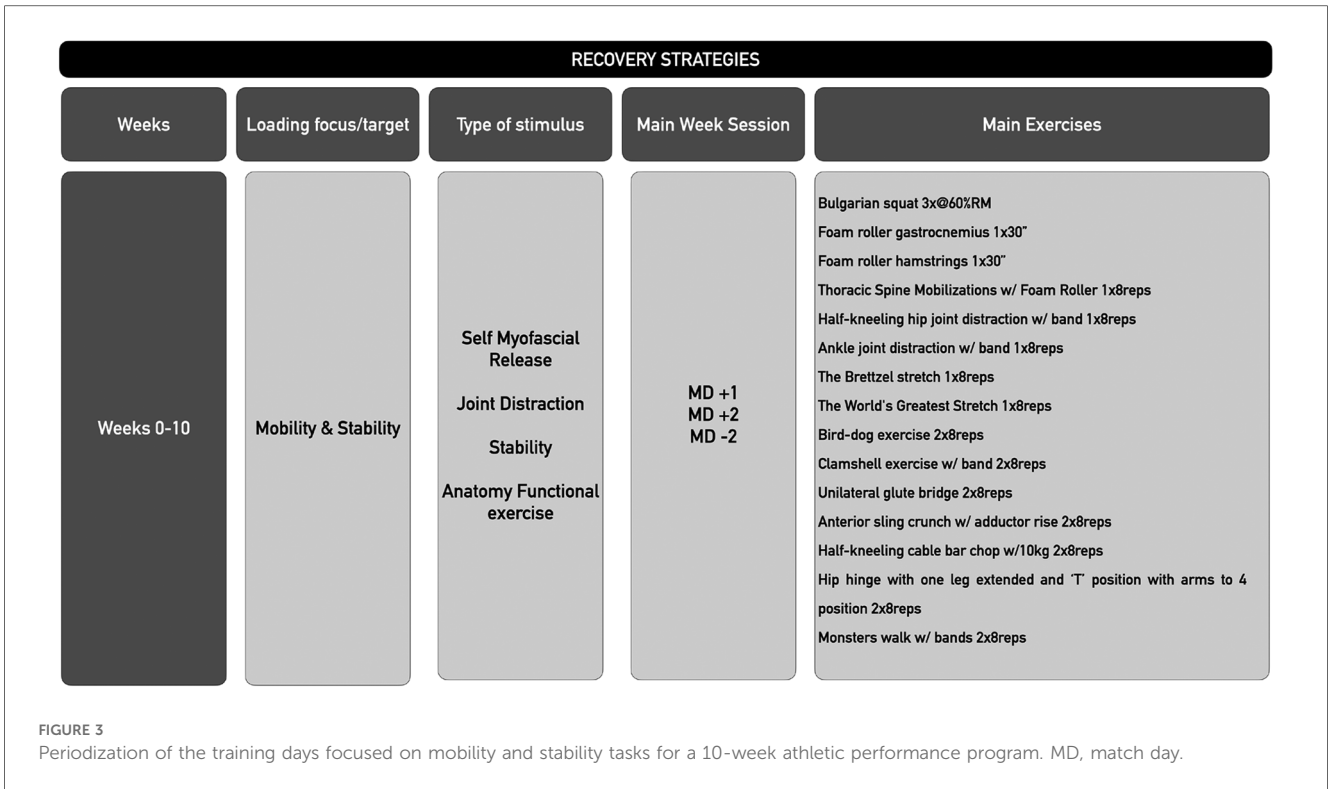 RECOVERY STRATEGIES
Weeks
Loading focus/target
Type of stimulus
Main Week Session
Main Exercises
Weeks 0-10
Mobility & Stability
Self Myofascial
Release
Joint Distraction
Stability
Anatomy Functional
exercise
MD +1
MD +2
MD -2
Bulgarian squat 3x@60%RM
Foam roller gastrocnemius 1x30”
Foam roller hamstrings 1x30”
Thoracic Spine Mobilizations w/ Foam Roller 1x8reps
Half-kneeling hip joint distraction w/ band 1x8reps
Ankle joint distraction w/ band 1x8reps
The Brettzel stretch 1x8reps
The World's Greatest Stretch 1x8reps
Bird-dog exercise 2x8reps
Clamshell exercise w/ band 2x8reps
Unilateral glute bridge 2x8reps
Anterior sling crunch w/ adductor rise 2x8reps
Half-kneeling cable bar chop w/10kg 2x8reps
Hip hinge with one leg extended and ‘T’ position with arms to 4
position 2x8reps
Monsters walk w/ bands 2x8reps
FIGURE 3
Periodization of the training days focused on mobility and stability tasks for a 10-week athletic performance program. MD, match day.